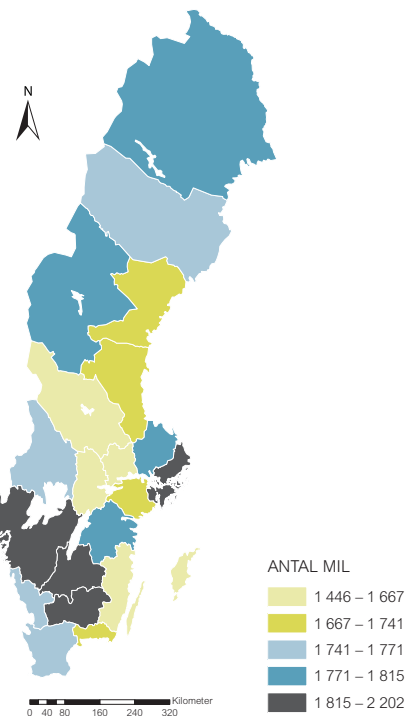 N
ANTAL MIL
1 446 – 1 667
1 667 – 1 741
1 741 – 1 771
1 771 – 1 815
1 815 – 2 202
Kilometer
0 40 80 160 240 320